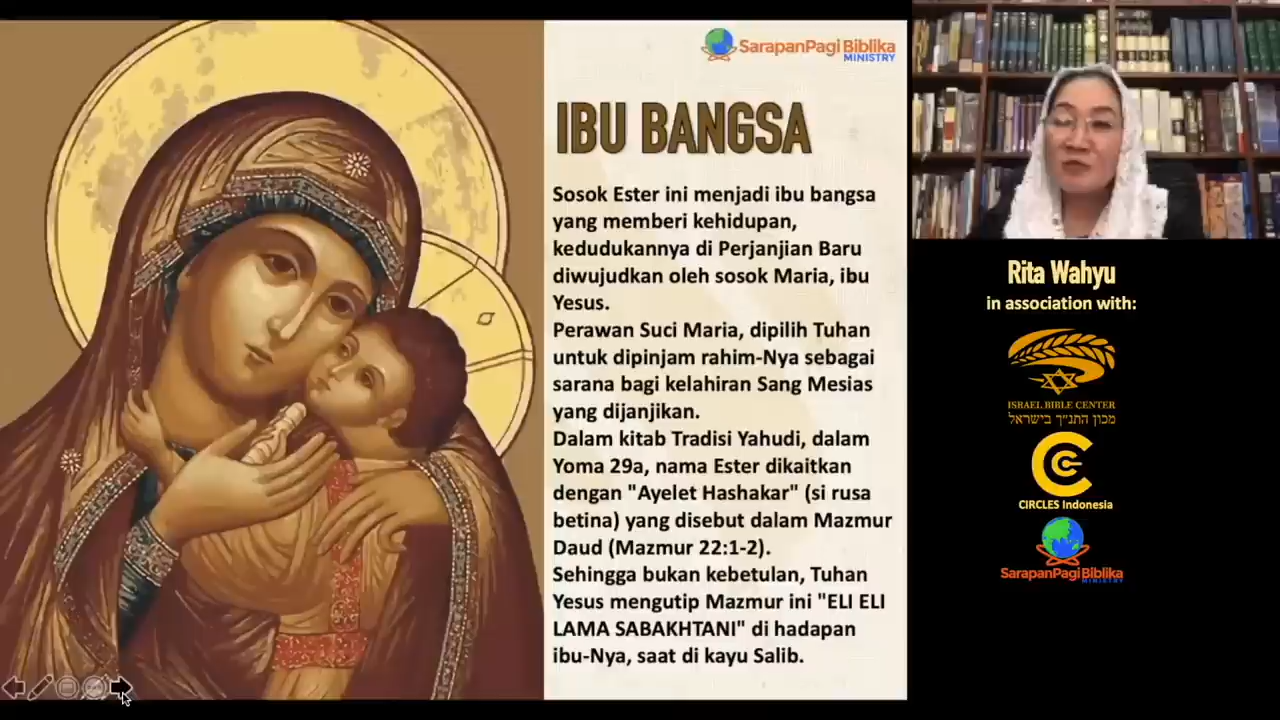 SarapanPagi Biblika
MINISTRY
IBU BANGSA
Sosok Ester ini menjadi ibu bangsa
yang memberi kehidupan,
kedudukannya di Perjanjian Baru
diwujudkan oleh sosok Maria, ibu
Yesus.
Perawan Suci Maria, dipilih Tuhan
untuk dipinjam rahim-Nya sebagai
sarana bagi kelahiran Sang Mesias
yang dijanjikan.
Dalam kitab Tradisi Yahudi, dalam
Yoma 29a, nama Ester dikaitkan
dengan "Ayelet Hashakar" (si rusa
betina) yang disebut dalam Mazmur
Daud (Mazmur 22:1-2).
Sehingga bukan kebetulan, Tuhan
Yesus mengutip Mazmur ini "ELI ELI
LAMA SABAKHTANI" di hadapan
ibu-Nya, saat di kayu Salib.
Rita Wahyu
in association with:
ISRAEL BIBLE CENTER
מכון התנ״ך בישראל
CIRCLES Indonesia
SarapanPagi Biblika
MINISTRY